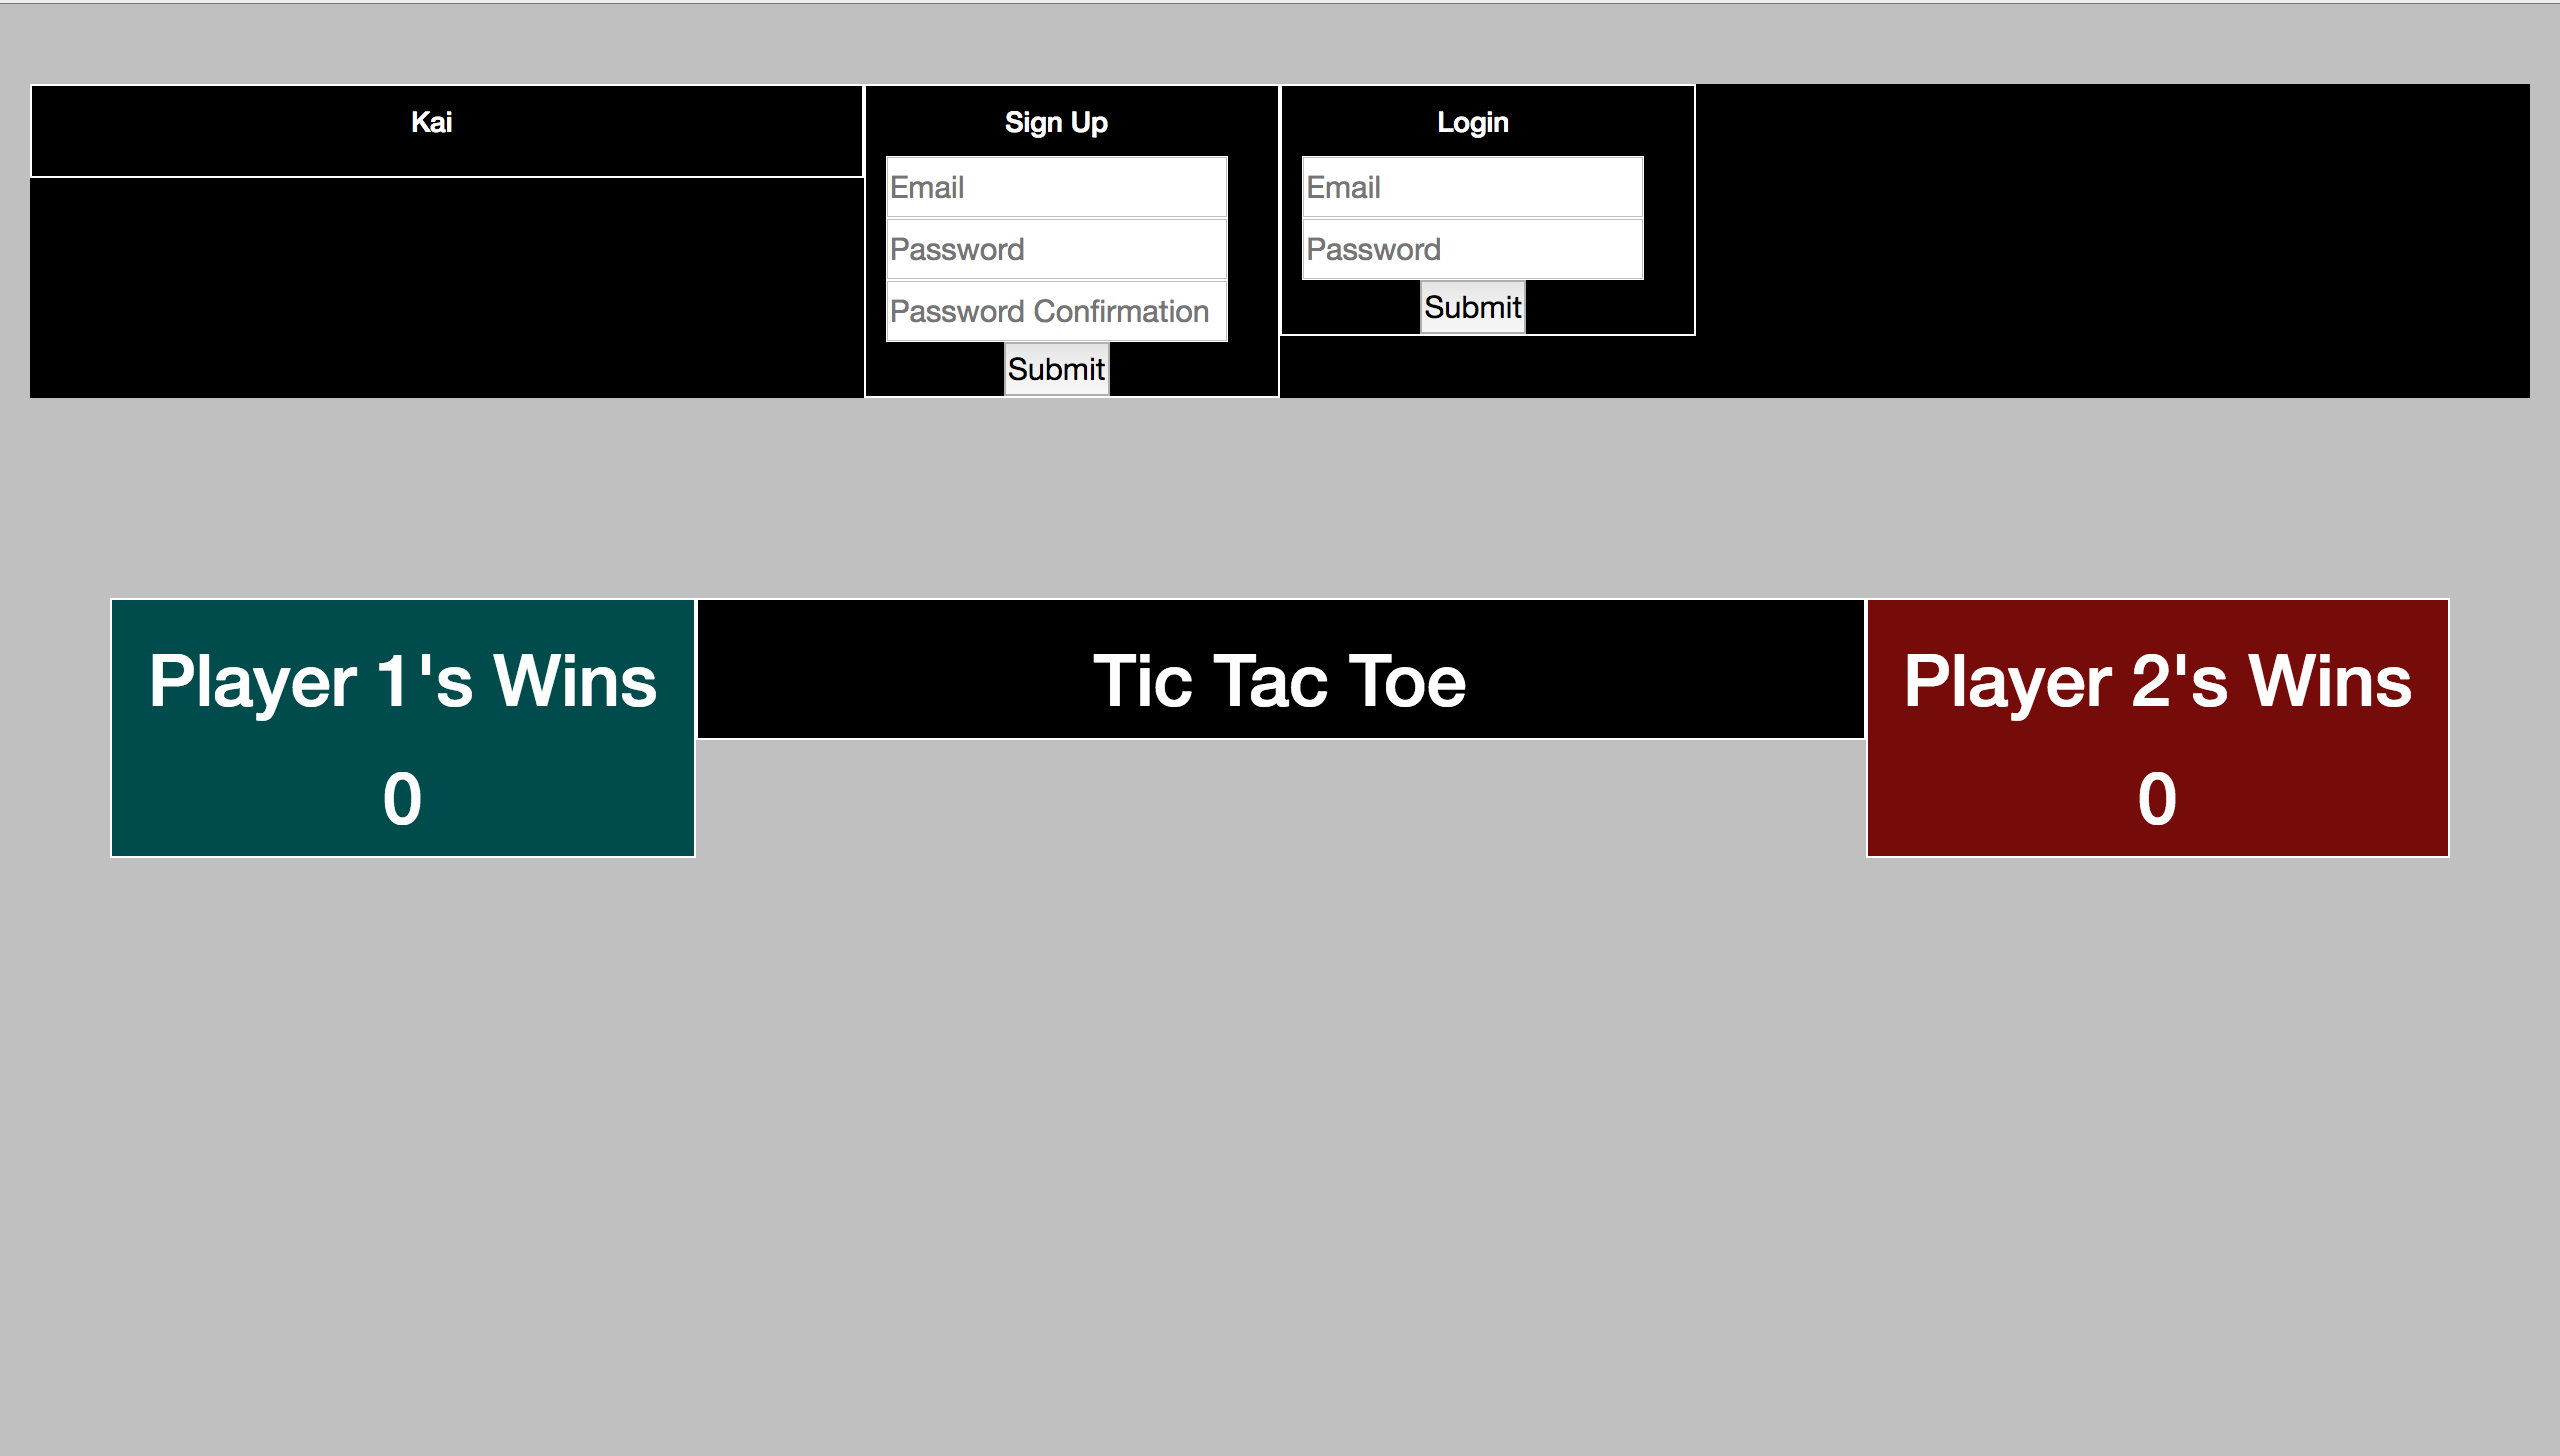 Kai
Sign Up
Email
Password
Password Confirmation
Submit
Login
Email
Password
Submit
Player 1's Wins
0
Tic Tac Toe
Player 2's Wins
0